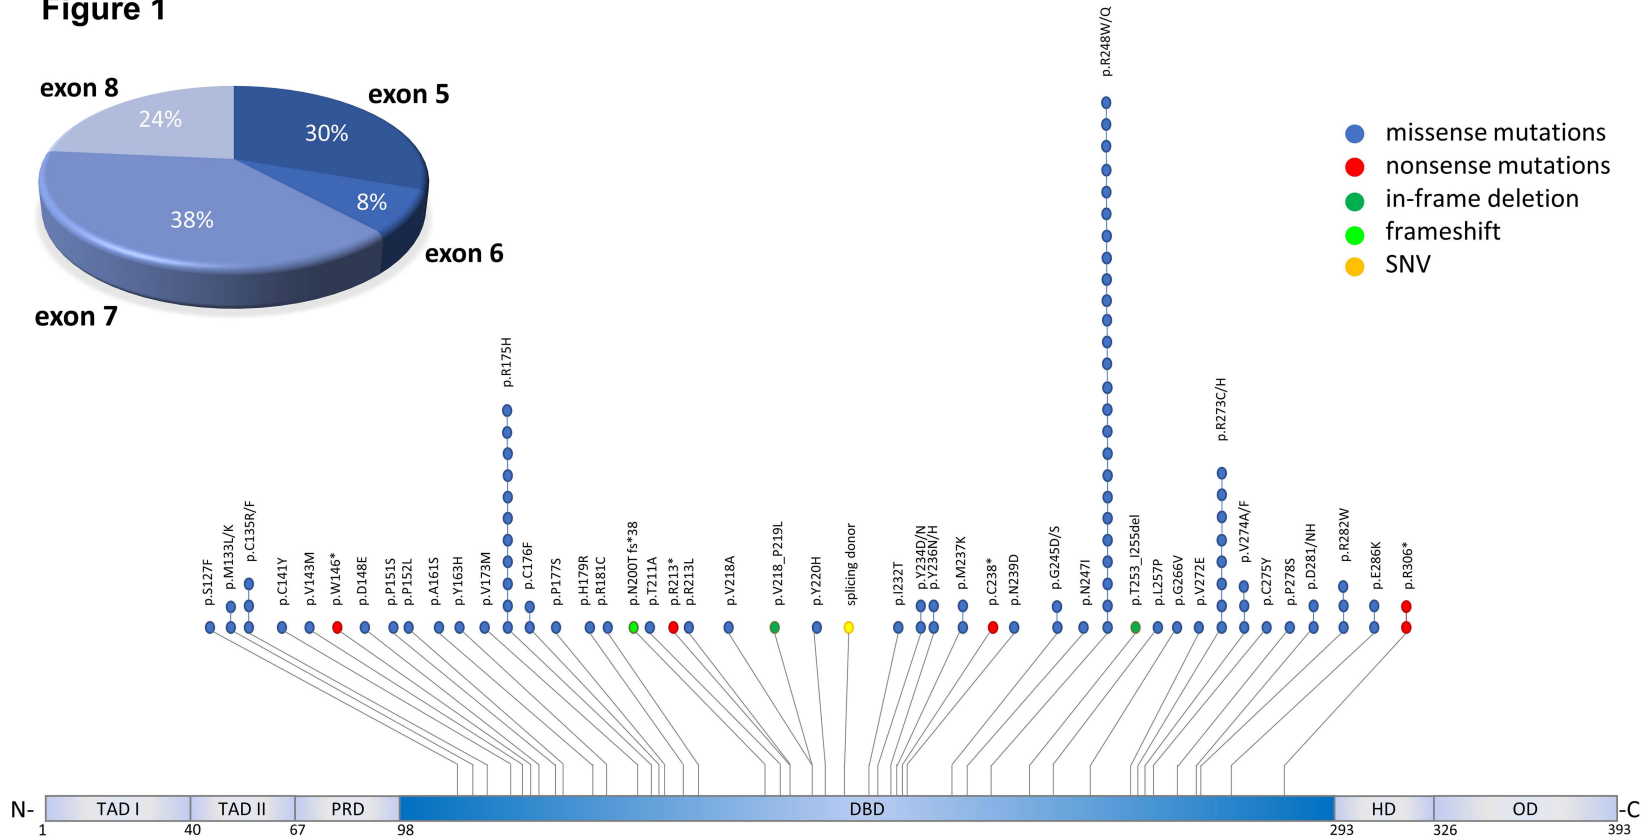 Figure 1
exon 8
exon 5
24%
30%
8%
38%
exon 6
exon 7
missense mutations
nonsense mutations
in-frame deletion
frameshift
SNV
p.S127F
p.M133L/K
p.C135R/F
p.C141Y
p.V143M
p.W146*
p.D148E
p.P151S
p.P152L
p.A161S
p.Y163H
p.V173M
p.R175H
p.C176F
p.P177S
p.H179R
p.R181C
p.N200Tfs*38
p.T211A
p.R213*
p.R213L
p.V218A
p.V218_P219L
p.Y220H
splicing donor
p.I232T
p.Y234D/N
p.Y236N/H
p.M237K
p.C238*
p.N239D
p.G245D/S
p.N247I
p.R248W/Q
p.T253_I255del
p.L257P
p.G266V
p.V272E
p.R273C/H
p.V274A/F
p.C275Y
p.P278S
p.D281/NH
p.R282W
p.E286K
p.R306*
N- TAD I TAD II PRD DBD HD OD -C
1 40 67 98 293 326 393